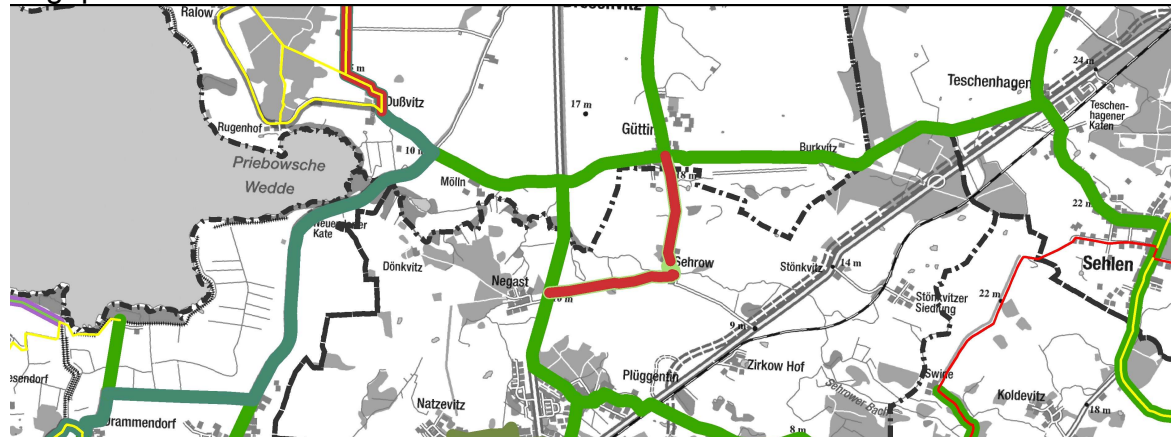 Ralow
Dußvitz
24 m
Teschenhagen
17 m
Teschen-
hagener
Katen
Rugenhof
Güttin
10
Burkvitz
Priebowsche
Wedde
Mölln
18 m
22 m
Kate
Dönkvitz
Sehrow
Stönkvitz
14 m
Sehlen
Negast
Stönkvitzer
Siedlung
22 m
9 m
Zirkow Hof
Plüggentin
Swine
Sehrower Bach
Koldevitz
Natzevitz
18 m
Drammendorf
8 m